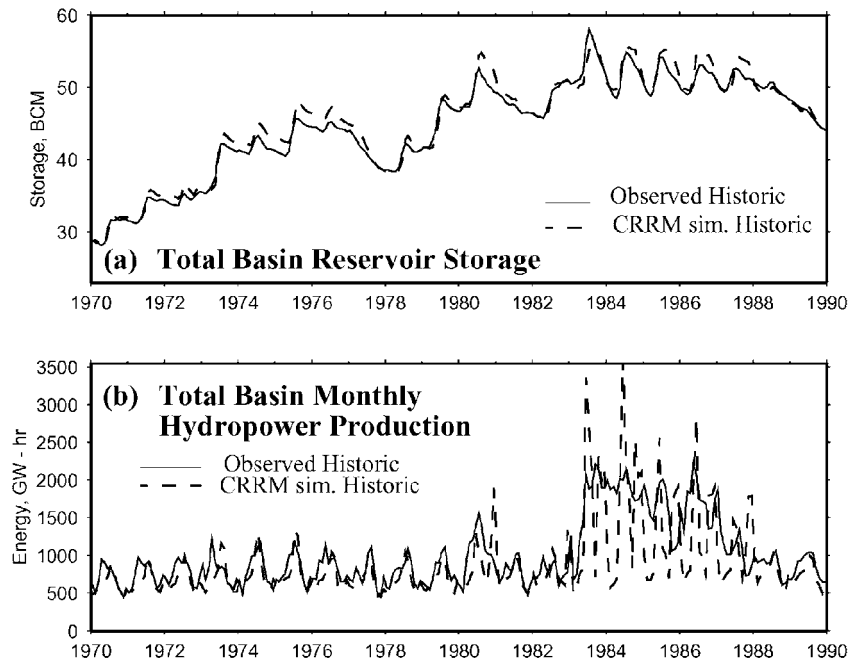 60
50
40
30
Storage, BCM
Observed Historic
CRRM sim. Historic
(a) Total Basin Reservoir Storage
1970 1972 1974 1976 1978 1980 1982 1984 1986 1988 1990
3500
3000
2500
2000
1500
1000
500
0
Energy, GW - hr
(b) Total Basin Monthly
Hydropower Production
Observed Historic
CRRM sim. Historic
1970 1972 1974 1976 1978 1980 1982 1984 1986 1988 1990